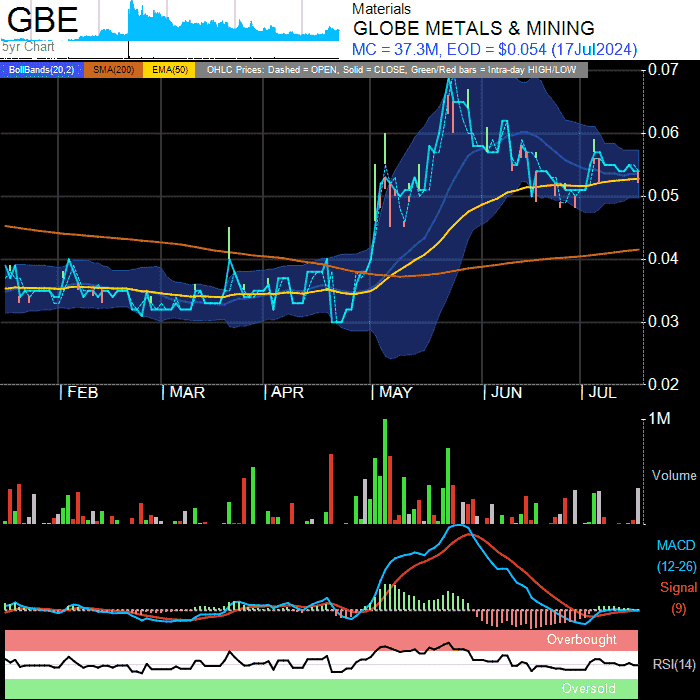 GBE
5yr Chart
Materials
GLOBE METALS & MINING
MC = 37.3M, EOD = $0.054 (17Jul2024)
BollBands(20,2) SMA(200) EMA(50) OHLC Prices: Dashed = OPEN, Solid = CLOSE, Green/Red bars = Intra-day HIGH/LOW
0.07
0.06
0.05
0.04
0.03
0.02
FEB MAR APR MAY JUN JUL
1M
Volume
MACD
(12-26)
Signal
(9)
Overbought
RSI(14)
Oversold